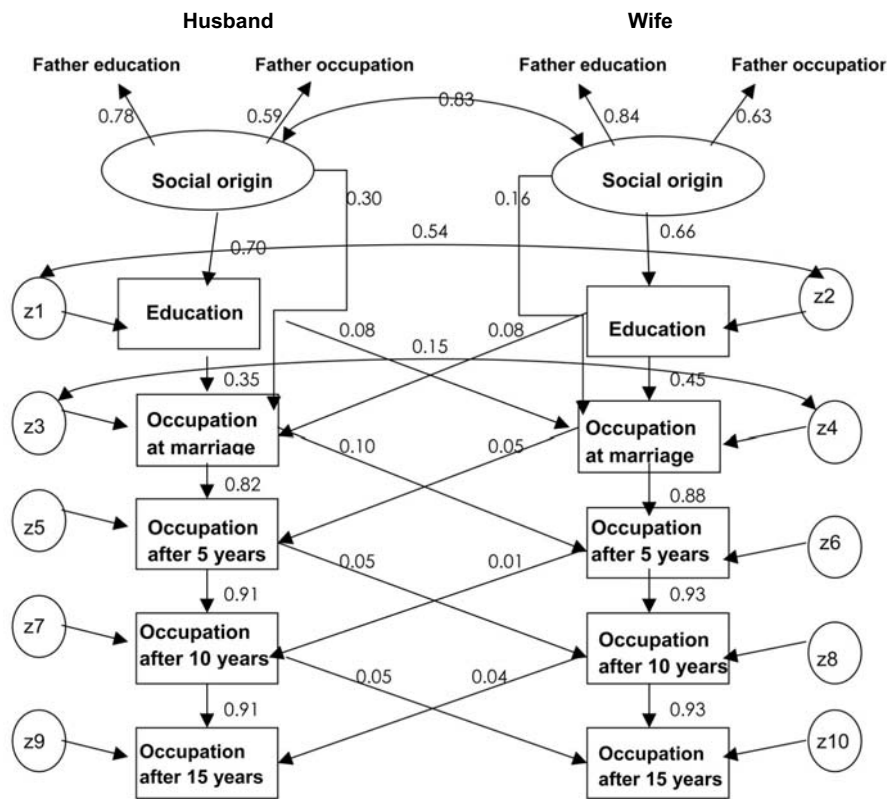 Husband Wife
Father education Father occupation Father education Father occupation
0.78 0.59 0.83 0.84 0.63
Social origin Social origin
0.30 0.16
0.70 0.54 0.66
z1 z2
Education Education
0.08 0.08
0.15
0.35 0.45
z3 z4
Occupation
at marriage
Occupation
at marriage
0.10 0.05
0.82 0.88
z5 z6
Occupation
after 5 years
Occupation
after 5 years
0.05 0.01
0.91 0.93
z7 z8
Occupation
after 10 years
Occupation
after 10 years
0.05 0.04
0.91 0.93
z9 z10
Occupation
after 15 years
Occupation
after 15 years